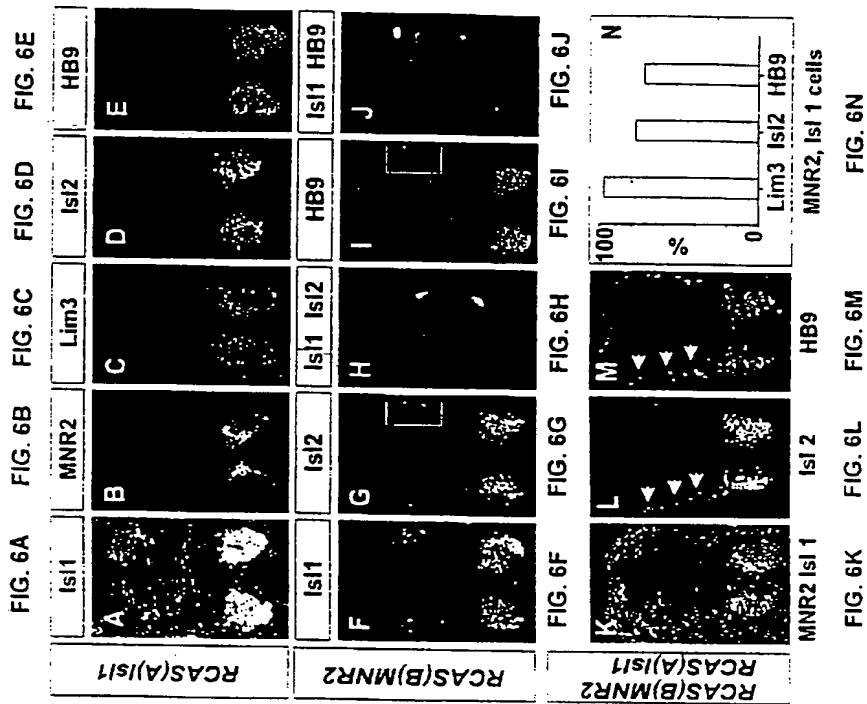 FIG. 6A
FIG. 6B
FIG. 6C
FIG. 6D
FIG. 6E
Isl1
MNR2
Lim3
Isl2
HB9
RCAS(A)Isl1
A
B
C
D
E
Isl1
Isl2
Isl1 Isl2
HB9
Isl1 HB9
RCAS(B)MNR2
F
G
H
I
J
FIG. 6F
FIG. 6G
FIG. 6H
FIG. 6I
FIG. 6J
RCAS(B)MNR2
RCAS(A)Isl1
K
L
M
N
100
%
0
Lim3
Isl2
HB9
MNR2 Isl 1
Isl 2
HB9
MNR2, Isl 1 cells
FIG. 6K
FIG. 6L
FIG. 6M
FIG. 6N